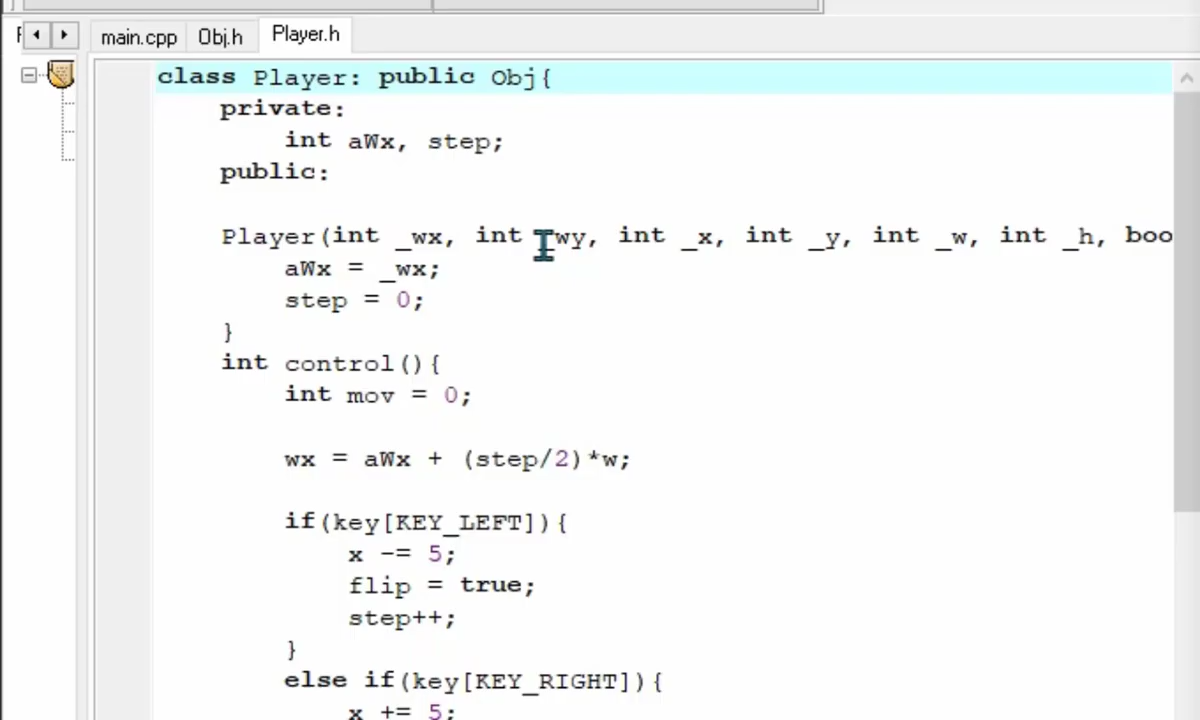 main.cpp Obj.h Player.h
class Player: public Obj{
private:
int aWx, step;
public:
Player(int _wx, int _wy, int _x, int _y, int _w, int _h, boo
aWx = _wx;
step = 0;
}
int control(){
int mov = 0;
wx = aWx + (step/2)*w;
if(key[KEY_LEFT]){
x -= 5;
flip = true;
step++;
}
else if(key[KEY_RIGHT]){
x += 5;